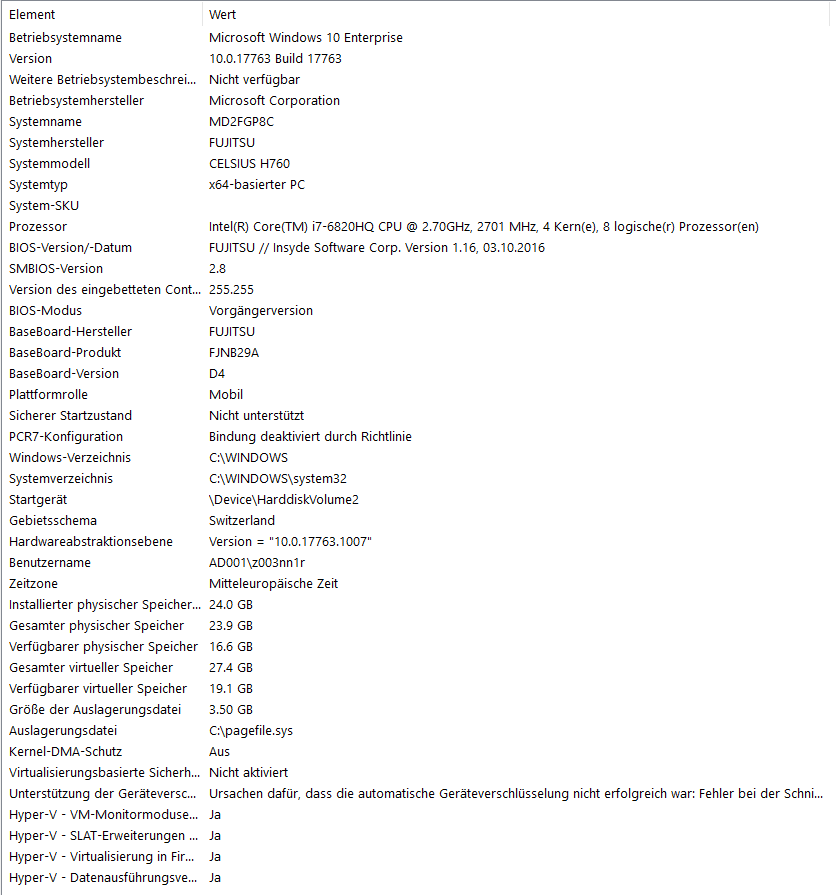 Element Wert
Betriebsystemname Microsoft Windows 10 Enterprise
Version 10.0.17763 Build 17763
Weitere Betriebsystembeschrei... Nicht verfügbar
Betriebsystemhersteller Microsoft Corporation
Systemname MD2FGP8C
Systemhersteller FUJITSU
Systemmodell CELSIUS H760
Systemtyp x64-basierter PC
System-SKU
Prozessor Intel(R) Core(TM) i7-6820HQ CPU @ 2.70GHz, 2701 MHz, 4 Kern(e), 8 logische(r) Prozessor(en)
BIOS-Version/-Datum FUJITSU // Insyde Software Corp. Version 1.16, 03.10.2016
SMBIOS-Version 2.8
Version des eingebetteten Cont... 255.255
BIOS-Modus Vorgängerversion
BaseBoard-Hersteller FUJITSU
BaseBoard-Produkt FJNB29A
BaseBoard-Version D4
Plattformrolle Mobil
Sicherer Startzustand Nicht unterstützt
PCR7-Konfiguration Bindung deaktiviert durch Richtlinie
Windows-Verzeichnis C:\WINDOWS
Systemverzeichnis C:\WINDOWS\system32
Startgerät \Device\HarddiskVolume2
Gebietsschema Switzerland
Hardwareabstraktionsebene Version = "10.0.17763.1007"
Benutzername AD001\z003nn1r
Zeitzone Mitteleuropäische Zeit
Installierter physischer Speicher... 24.0 GB
Gesamter physischer Speicher 23.9 GB
Verfügbarer physischer Speicher 16.6 GB
Gesamter virtueller Speicher 27.4 GB
Verfügbarer virtueller Speicher 19.1 GB
Größe der Auslagerungsdatei 3.50 GB
Auslagerungsdatei C:\pagefile.sys
Kernel-DMA-Schutz Aus
Virtualisierungsbasierte Sicherh... Nicht aktiviert
Unterstützung der Geräteversc... Ursachen dafür, dass die automatische Geräteverschlüsselung nicht erfolgreich war: Fehler bei der Schni...
Hyper-V - VM-Monitormoduse... Ja
Hyper-V - SLAT-Erweiterungen ... Ja
Hyper-V - Virtualisierung in Fir... Ja
Hyper-V - Datenausführungsve... Ja